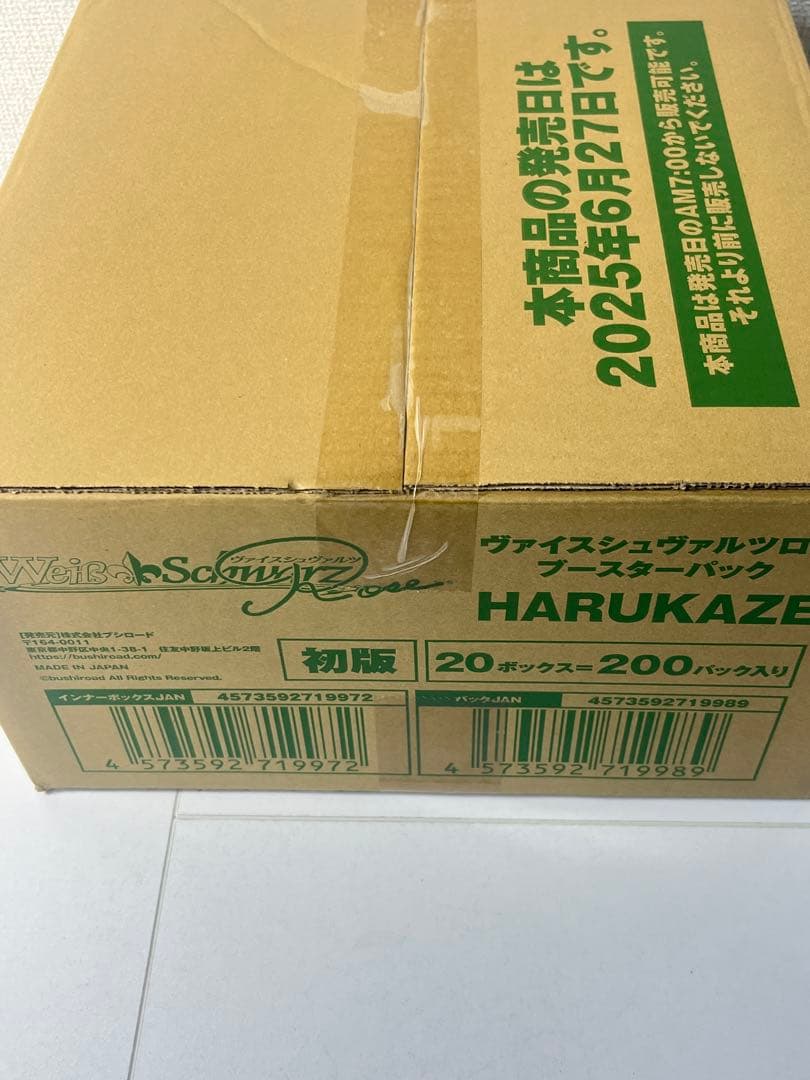 本商品の発売日は
2025年6月27日です。
本商品は発売日のAM7:00から販売可能です。
それより前に販売しないでください。
Weiß Schwarz
ヴァイスシュヴァルツ
Rose
ヴァイスシュヴァルツロ
ブースターパック
HARUKAZE
[発売元]株式会社ブシロード
〒164-0011
東京都中野区中央1-38-1 住友中野坂上ビル2階
https://bushiroad.com/
MADE IN JAPAN
©bushiroad All Rights Reserved.
初版
20ボックス=200パック入り
インナーボックスJAN 4573592719972
4 573592 719972
パックJAN 4573592719989
4 573592 719989